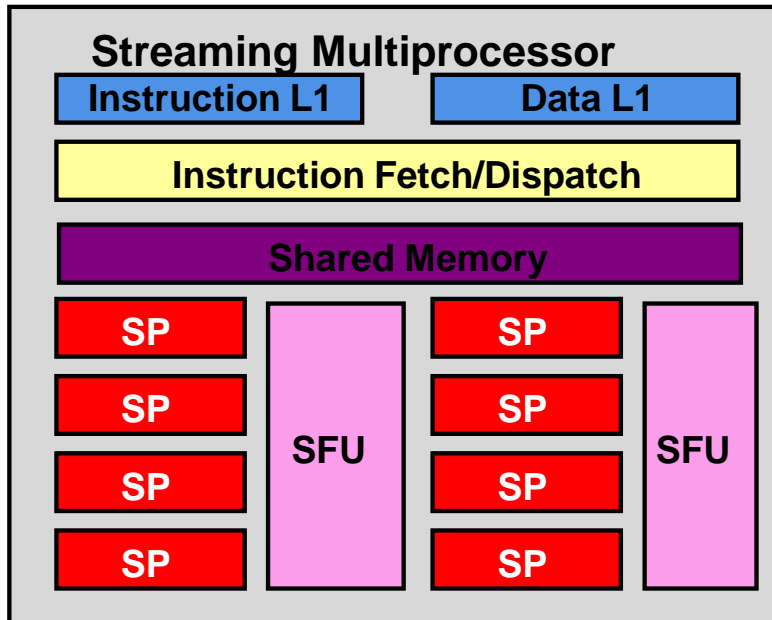 Streaming Multiprocessor
Instruction L1 Data L1
Instruction Fetch/Dispatch
Shared Memory
SP SP
SP SP
SFU SFU
SP SP
SP SP